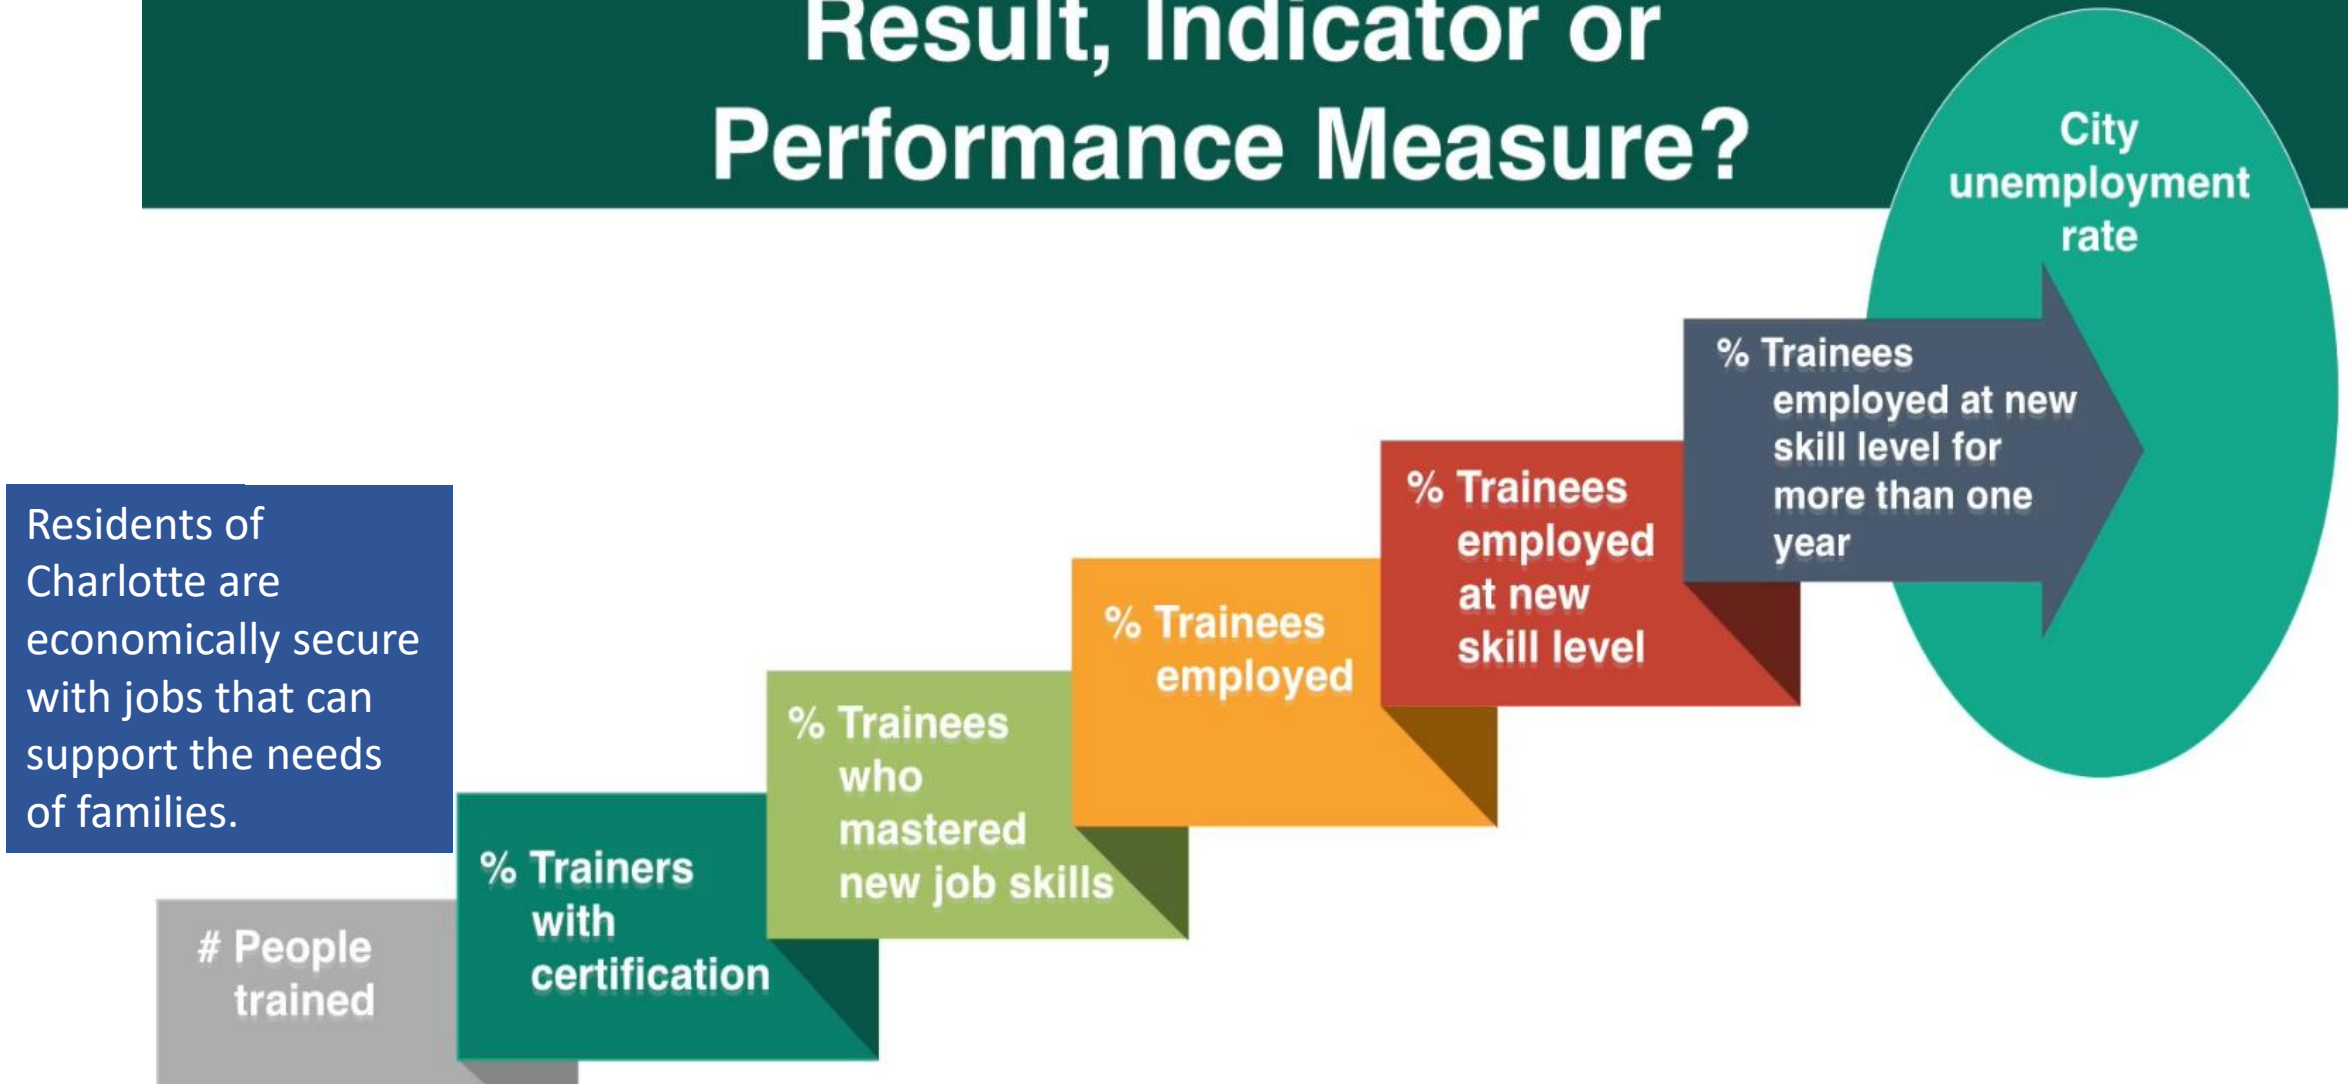 Result, Indicator or
Performance Measure?
City
unemployment
rate
% Trainees
employed at new
skill level for
more than one
year
% Trainees
employed
at new
skill level
% Trainees
employed
% Trainees
who
mastered
new job skills
% Trainers
with
certification
# People
trained
Residents of
Charlotte are
economically secure
with jobs that can
support the needs
of families.